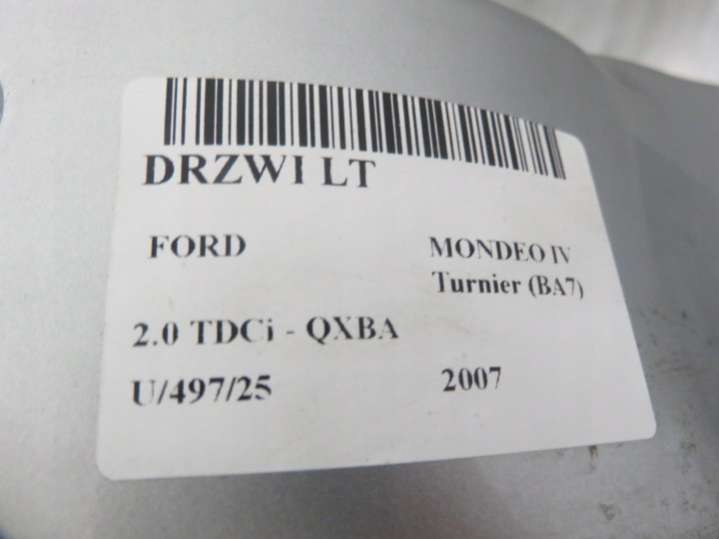 DRZWI LT
FORD MONDEO IV
Turnier (BA7)
2.0 TDCi - QXBA
U/497/25 2007